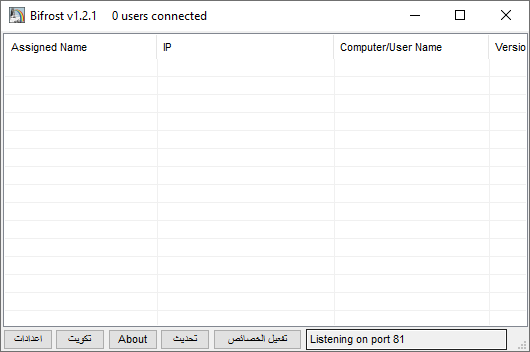 Bifrost v1.2.1 0 users connected
Assigned Name IP Computer/User Name Versio
اعدادات تكويت About تحديث تفعيل الخصائص Listening on port 81